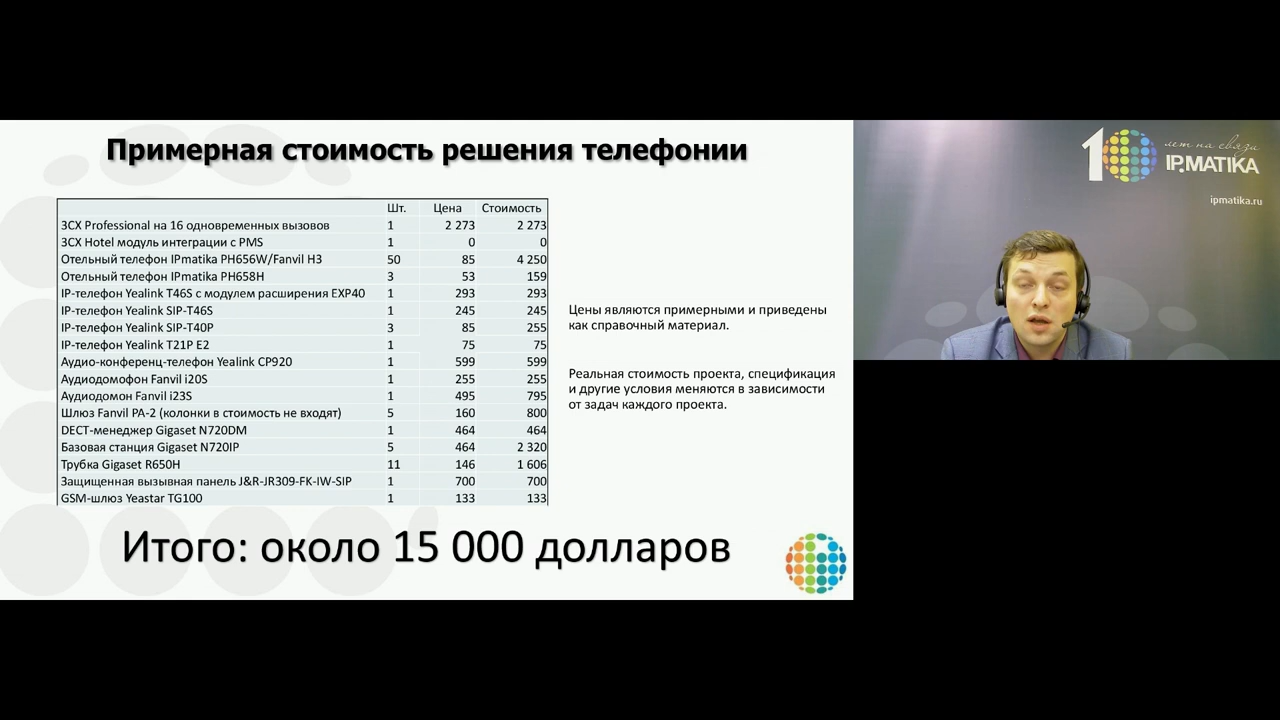 Примерная стоимость решения телефонии
Шт. Цена Стоимость
3CX Professional на 16 одновременных вызовов 1 2 273 2 273
3CX Hotel модуль интеграции с PMS 1 0 0
Отельный телефон IPmatika PH656W/Fanvil H3 50 85 4 250
Отельный телефон IPmatika PH658H 3 53 159
IP-телефон Yealink T46S с модулем расширения EXP40 1 293 293
IP-телефон Yealink SIP-T46S 1 245 245
IP-телефон Yealink SIP-T40P 3 85 255
IP-телефон Yealink T21P E2 1 75 75
Аудио-конференц-телефон Yealink CP920 1 599 599
Аудиодомофон Fanvil i20S 1 255 255
Аудиодомон Fanvil i23S 1 495 795
Шлюз Fanvil PA-2 (колонки в стоимость не входят) 5 160 800
DECT-менеджер Gigaset N720DM 1 464 464
Базовая станция Gigaset N720IP 5 464 2 320
Трубка Gigaset R650H 11 146 1 606
Защищенная вызывная панель J&R-JR309-FK-IW-SIP 1 700 700
GSM-шлюз Yeastar TG100 1 133 133
Цены являются примерными и приведены
как справочный материал.
Реальная стоимость проекта, спецификация
и другие условия меняются в зависимости
от задач каждого проекта.
Итого: около 15 000 долларов
10 лет на связи
IPMATIKA
ipmatika.ru